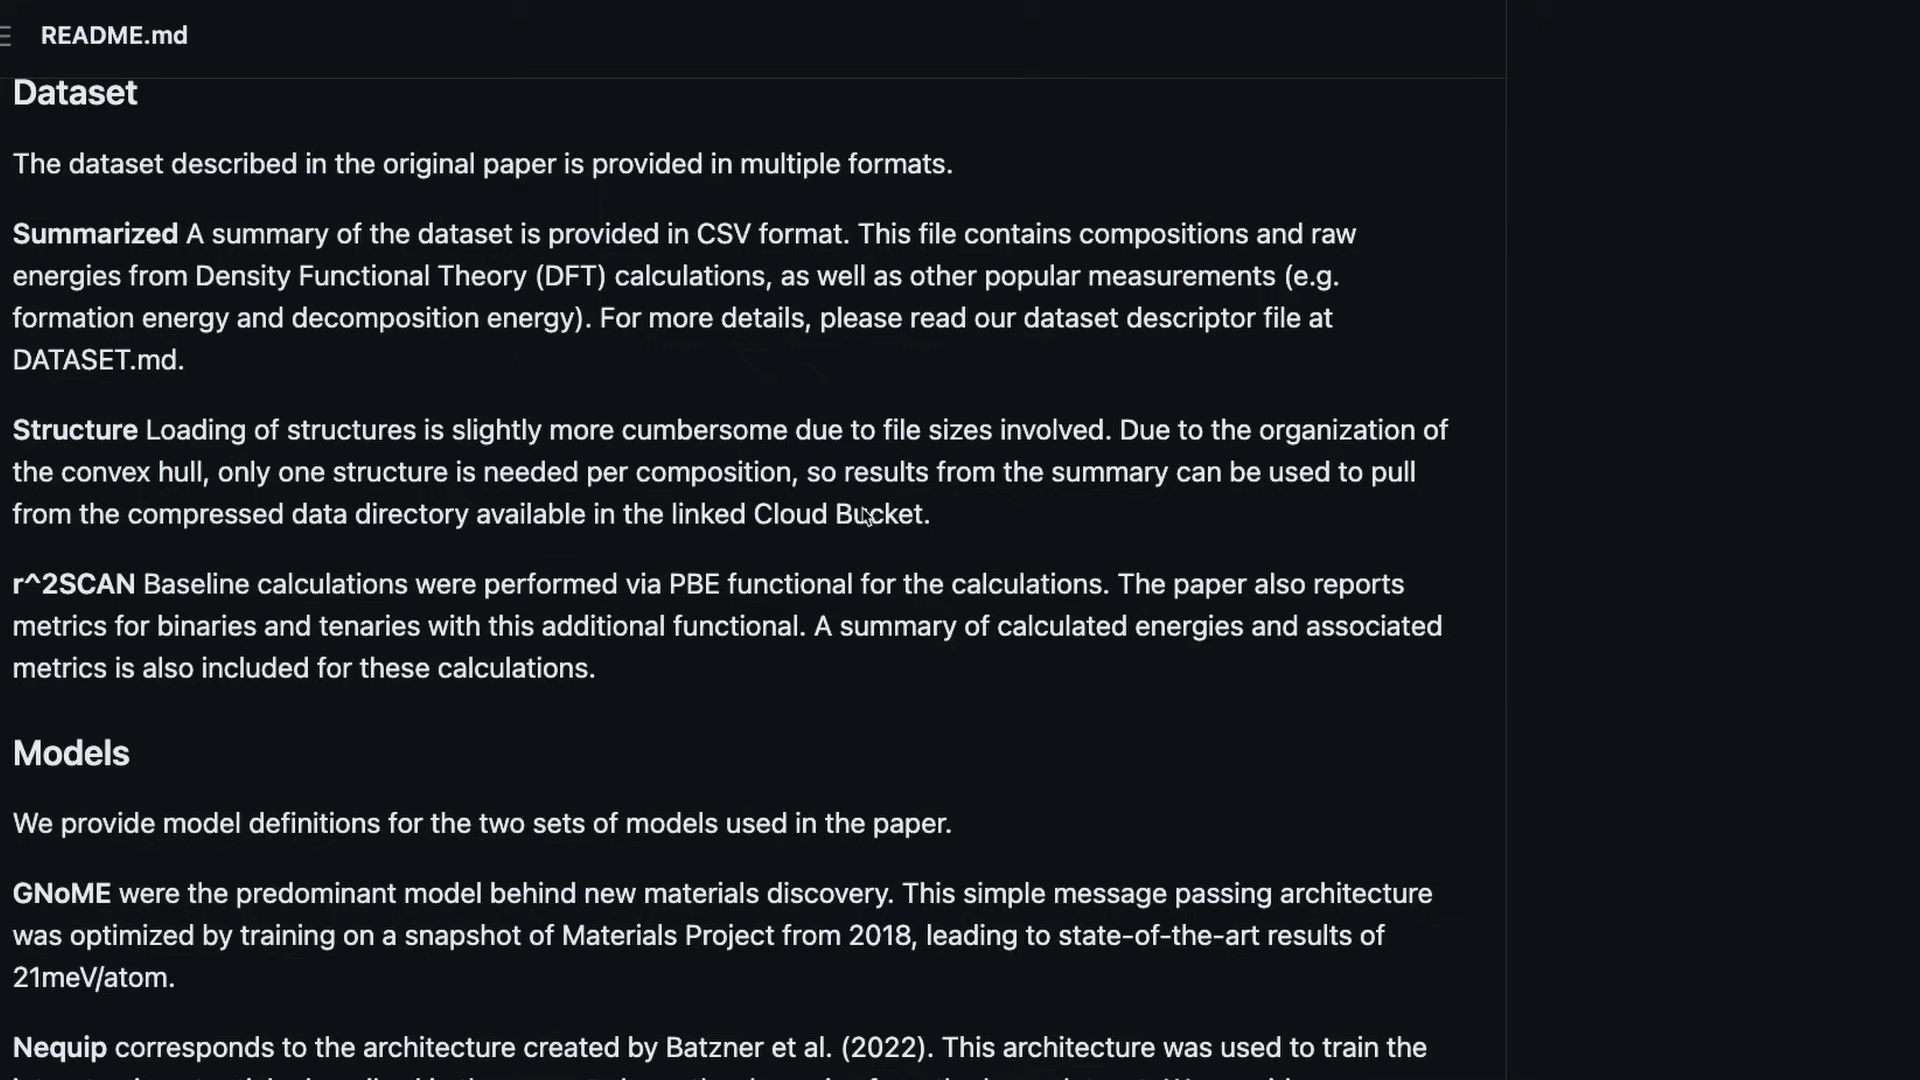 README.md
Dataset
The dataset described in the original paper is provided in multiple formats.
Summarized A summary of the dataset is provided in CSV format. This file contains compositions and raw
energies from Density Functional Theory (DFT) calculations, as well as other popular measurements (e.g.
formation energy and decomposition energy). For more details, please read our dataset descriptor file at
DATASET.md.
Structure Loading of structures is slightly more cumbersome due to file sizes involved. Due to the organization of
the convex hull, only one structure is needed per composition, so results from the summary can be used to pull
from the compressed data directory available in the linked Cloud Bucket.
r^2SCAN Baseline calculations were performed via PBE functional for the calculations. The paper also reports
metrics for binaries and tenaries with this additional functional. A summary of calculated energies and associated
metrics is also included for these calculations.
Models
We provide model definitions for the two sets of models used in the paper.
GNoME were the predominant model behind new materials discovery. This simple message passing architecture
was optimized by training on a snapshot of Materials Project from 2018, leading to state-of-the-art results of
21meV/atom.
Nequip corresponds to the architecture created by Batzner et al. (2022). This architecture was used to train the